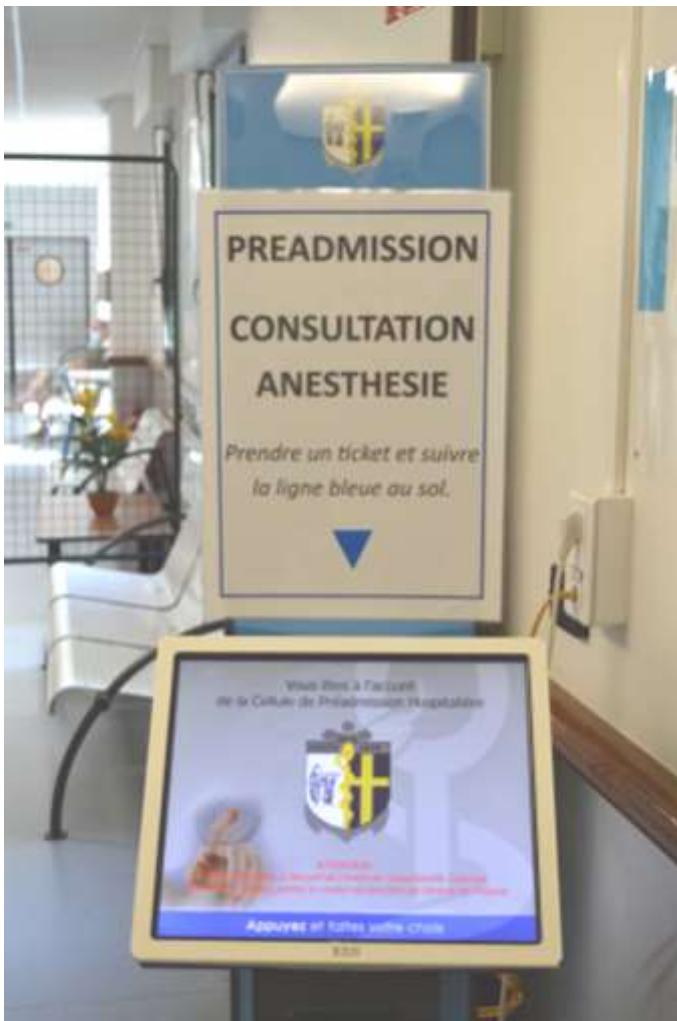 PREADMISSION
CONSULTATION
ANESTHESIE
Prendre un ticket et suivre
la ligne bleue au sol.
Vous êtes à l'accueil
de la Cellule de Préadmission Hospitalière
Appuyez et faites votre choix